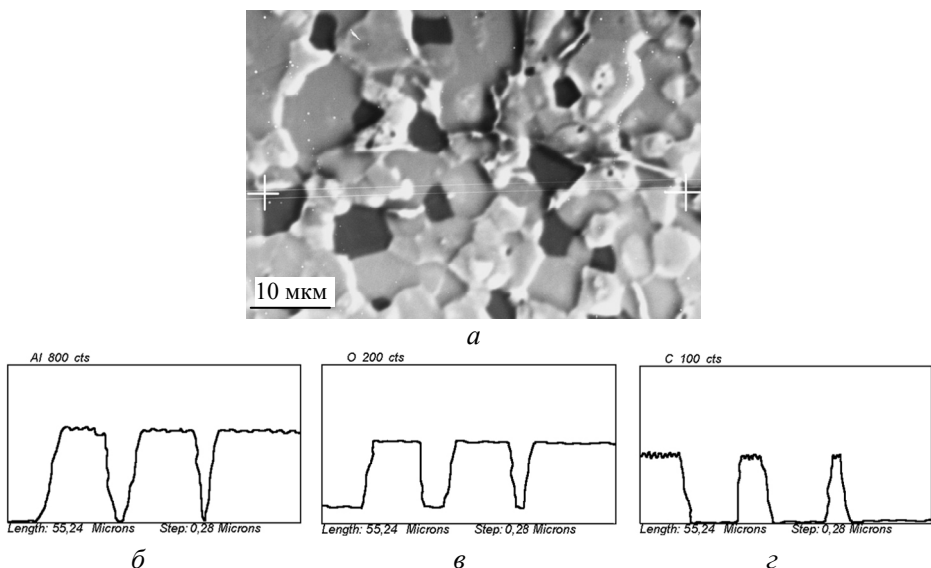 10 мкм
а
Al 800 cts
O 200 cts
C 100 cts
Length: 55,24 Microns Step: 0,28 Microns
Length: 55,24 Microns Step: 0,28 Microns
Length: 55,24 Microns Step: 0,28 Microns
б
в
г